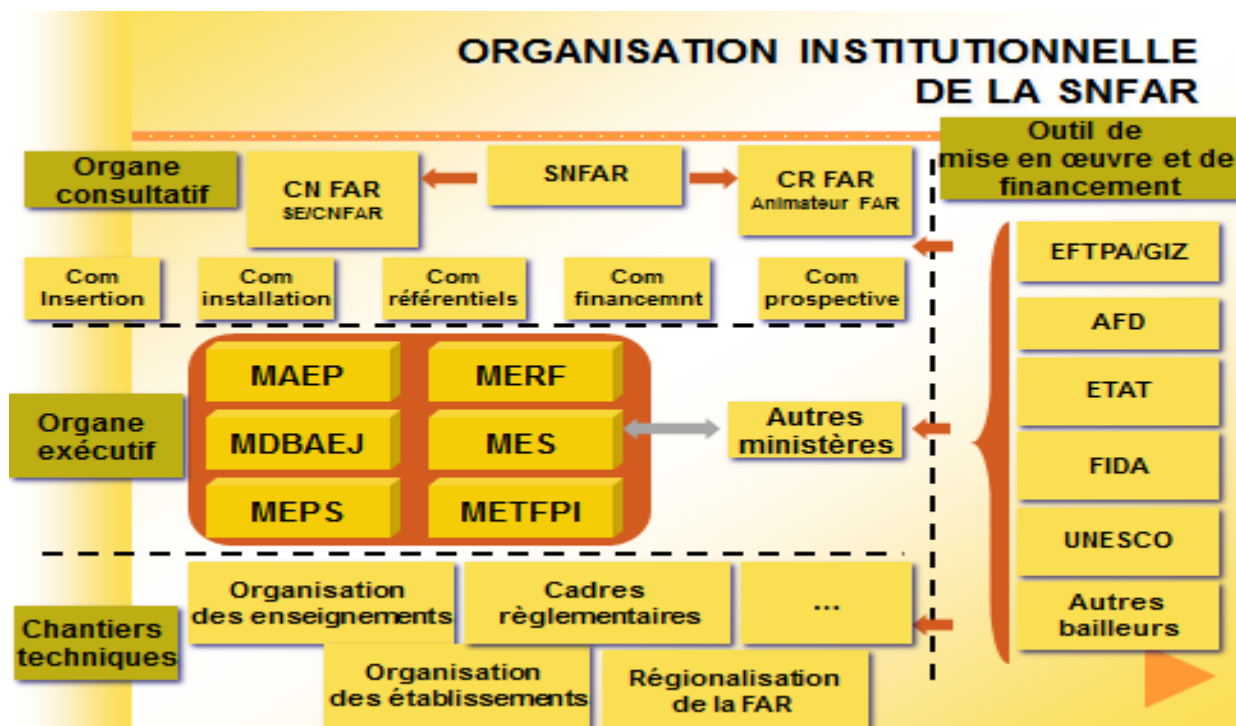 ORGANISATION INSTITUTIONNELLE
DE LA SNFAR
Organe
consultatif
CN FAR
SE/CNFAR
SNFAR
CR FAR
Animateur FAR
Outil de
mise en œuvre et de
financement
Com
Insertion
Com
installation
Com
référentiels
Com
financemnt
Com
prospective
EFTPA/GIZ
AFD
ETAT
FIDA
UNESCO
Autres
bailleurs
Organe
exécutif
MAEP
MERF
MDBAEJ
MES
MEPS
METFPI
Autres
ministères
Chantiers
techniques
Organisation
des enseignements
Cadres
règlementaires
...
Organisation
des établissements
Régionalisation
de la FAR